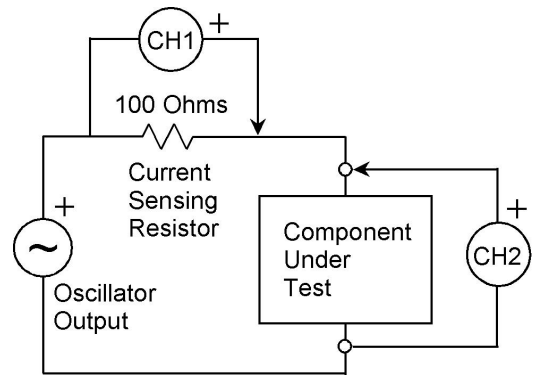 CH1
+
100 Ohms
Current
Sensing
Resistor
+
~
Oscillator
Output
Component
Under
Test
+
CH2